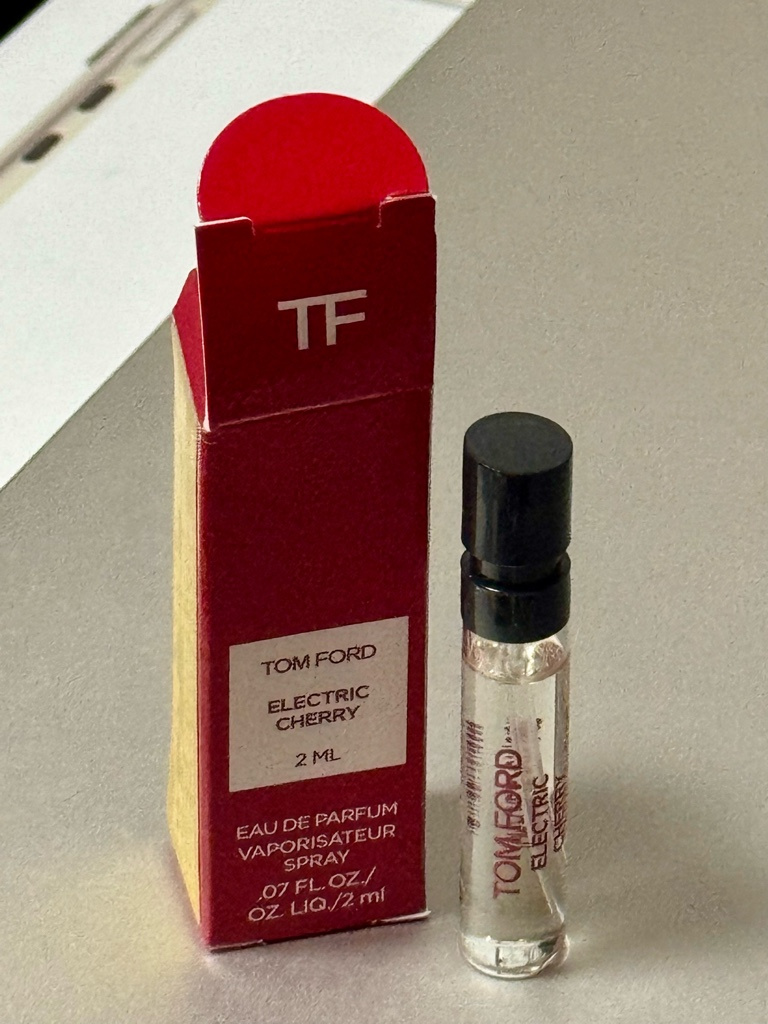 TF
TOM FORD
ELECTRIC
CHERRY
2 ML
EAU DE PARFUM
VAPORISATEUR
SPRAY
.07 FL. OZ./
OZ. LIQ./2 ml
TOM FORD
ELECTRIC
CHERRY